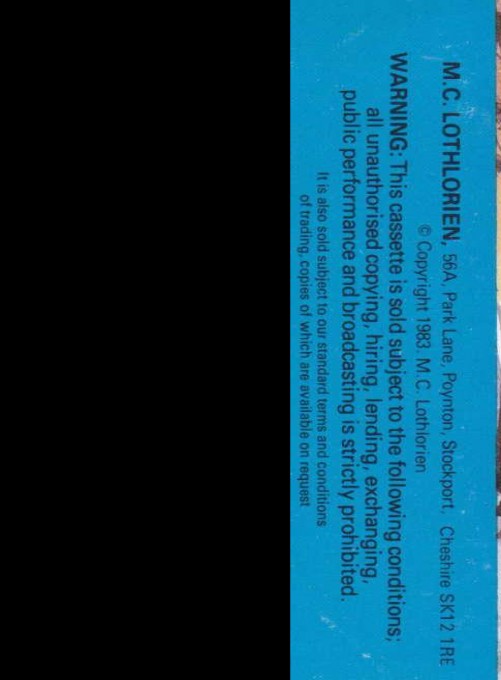 M.C. LOTHLORIEN, 56A, Park Lane, Poynton, Stockport, Cheshire SK12 1RE
© Copyright 1983. M.C. Lothlorien
WARNING: This cassette is sold subject to the following conditions;
all unauthorised copying, hiring, lending, exchanging,
public performance and broadcasting is strictly prohibited.
It is also sold subject to our standard terms and conditions
of trading, copies of which are available on request